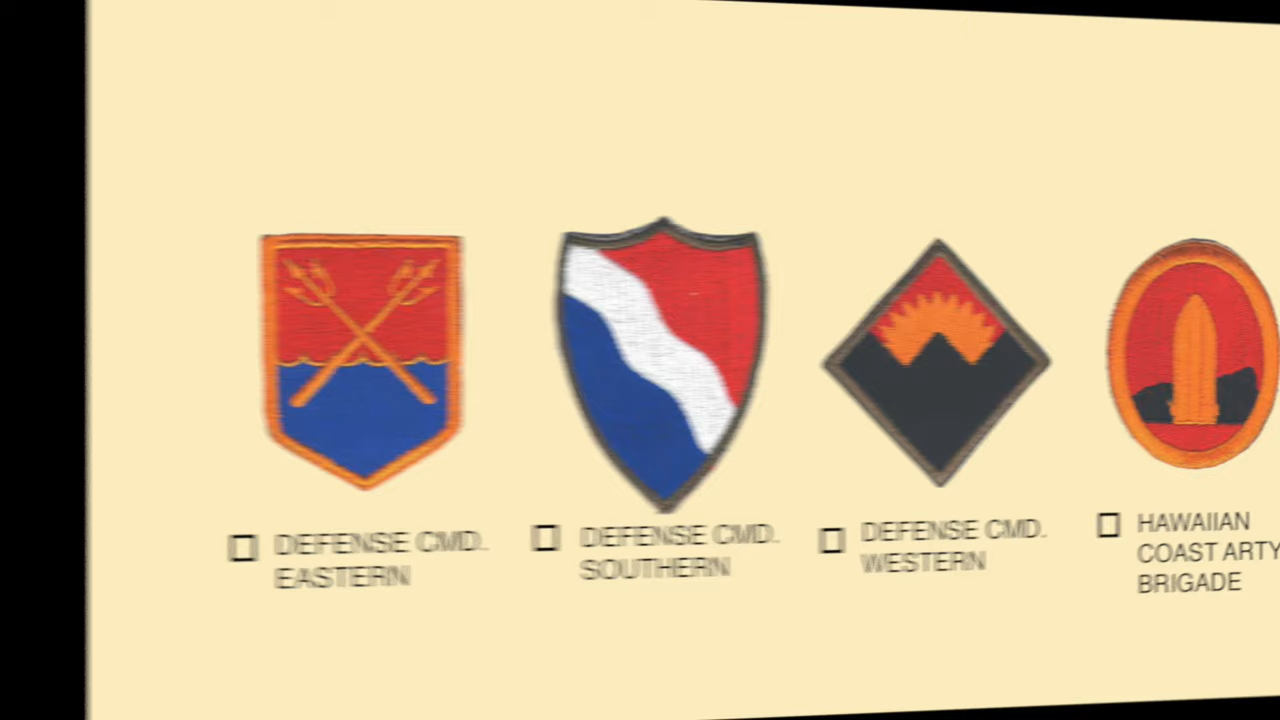 DEFENSE CMD.
EASTERN
DEFENSE CMD.
SOUTHERN
DEFENSE CMD.
WESTERN
HAWAIIAN
COAST ARTY
BRIGADE